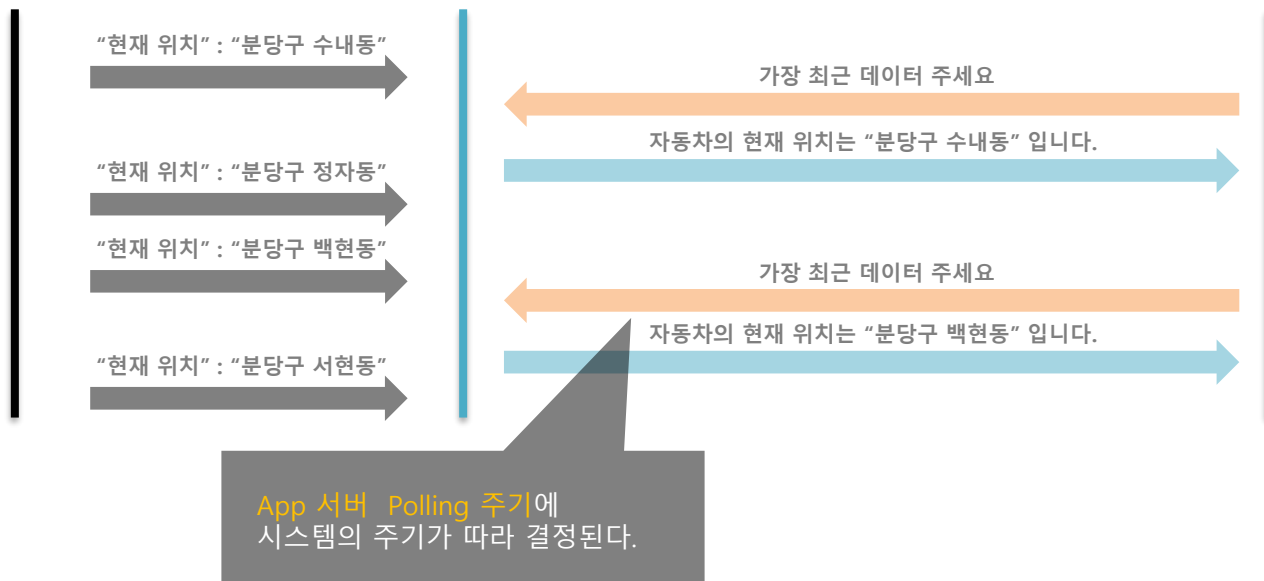 “현재 위치” : “분당구 수내동”
가장 최근 데이터 주세요
자동차의 현재 위치는 “분당구 수내동” 입니다.
“현재 위치” : “분당구 정자동”
“현재 위치” : “분당구 백현동”
가장 최근 데이터 주세요
자동차의 현재 위치는 “분당구 백현동” 입니다.
“현재 위치” : “분당구 서현동”
App 서버 Polling 주기에
시스템의 주기가 따라 결정된다.